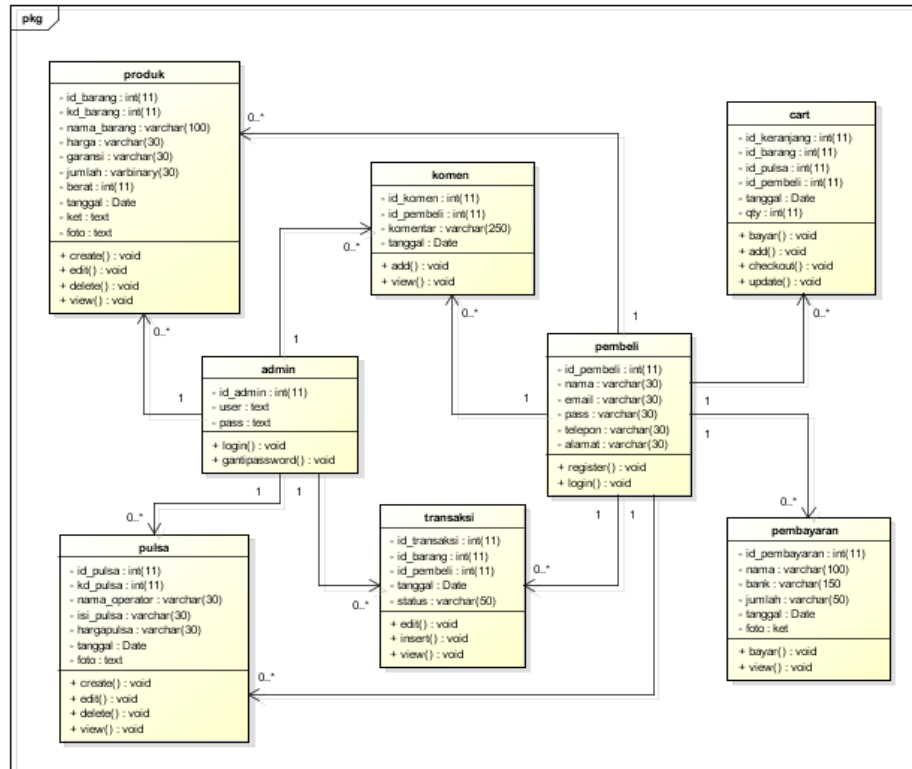 pkg
produk
- id_barang : int(11)
- kd_barang : int(11)
- nama_barang : varchar(100)
- harga : varchar(30)
- garansi : varchar(30)
- jumlah : varbinary(30)
- berat : int(11)
- tanggal : Date
- ket : text
- foto : text
+ create() : void
+ edit() : void
+ delete() : void
+ view() : void
0..*
0..*
komen
- id_komen : int(11)
- id_pembeli : int(11)
- komentar : varchar(250)
- tanggal : Date
+ add() : void
+ view() : void
0..*
0..*
cart
- id_keranjang : int(11)
- id_barang : int(11)
- id_pulsa : int(11)
- id_pembeli : int(11)
- tanggal : Date
- qty : int(11)
+ bayar() : void
+ add() : void
+ checkout() : void
+ update() : void
0..*
admin
- id_admin : int(11)
- user : text
- pass : text
+ login() : void
+ gantipassword() : void
1
1
1
1
pembeli
- id_pembeli : int(11)
- nama : varchar(30)
- email : varchar(30)
- pass : varchar(30)
- telepon : varchar(30)
- alamat : varchar(30)
+ register() : void
+ login() : void
1
1
1
1
1
1
pulsa
- id_pulsa : int(11)
- kd_pulsa : int(11)
- nama_operator : varchar(30)
- isi_pulsa : varchar(30)
- hargapulsa : varchar(30)
- tanggal : Date
- foto : text
+ create() : void
+ edit() : void
+ delete() : void
+ view() : void
0..*
0..*
transaksi
- id_transaksi : int(11)
- id_barang : int(11)
- id_pembeli : int(11)
- tanggal : Date
- status : varchar(50)
+ edit() : void
+ insert() : void
+ view() : void
0..*
0..*
pembayaran
- id_pembayaran : int(11)
- nama : varchar(100)
- bank : varchar(150
- jumlah : varchar(50)
- tanggal : Date
- foto : ket
+ bayar() : void
+ view() : void
0..*